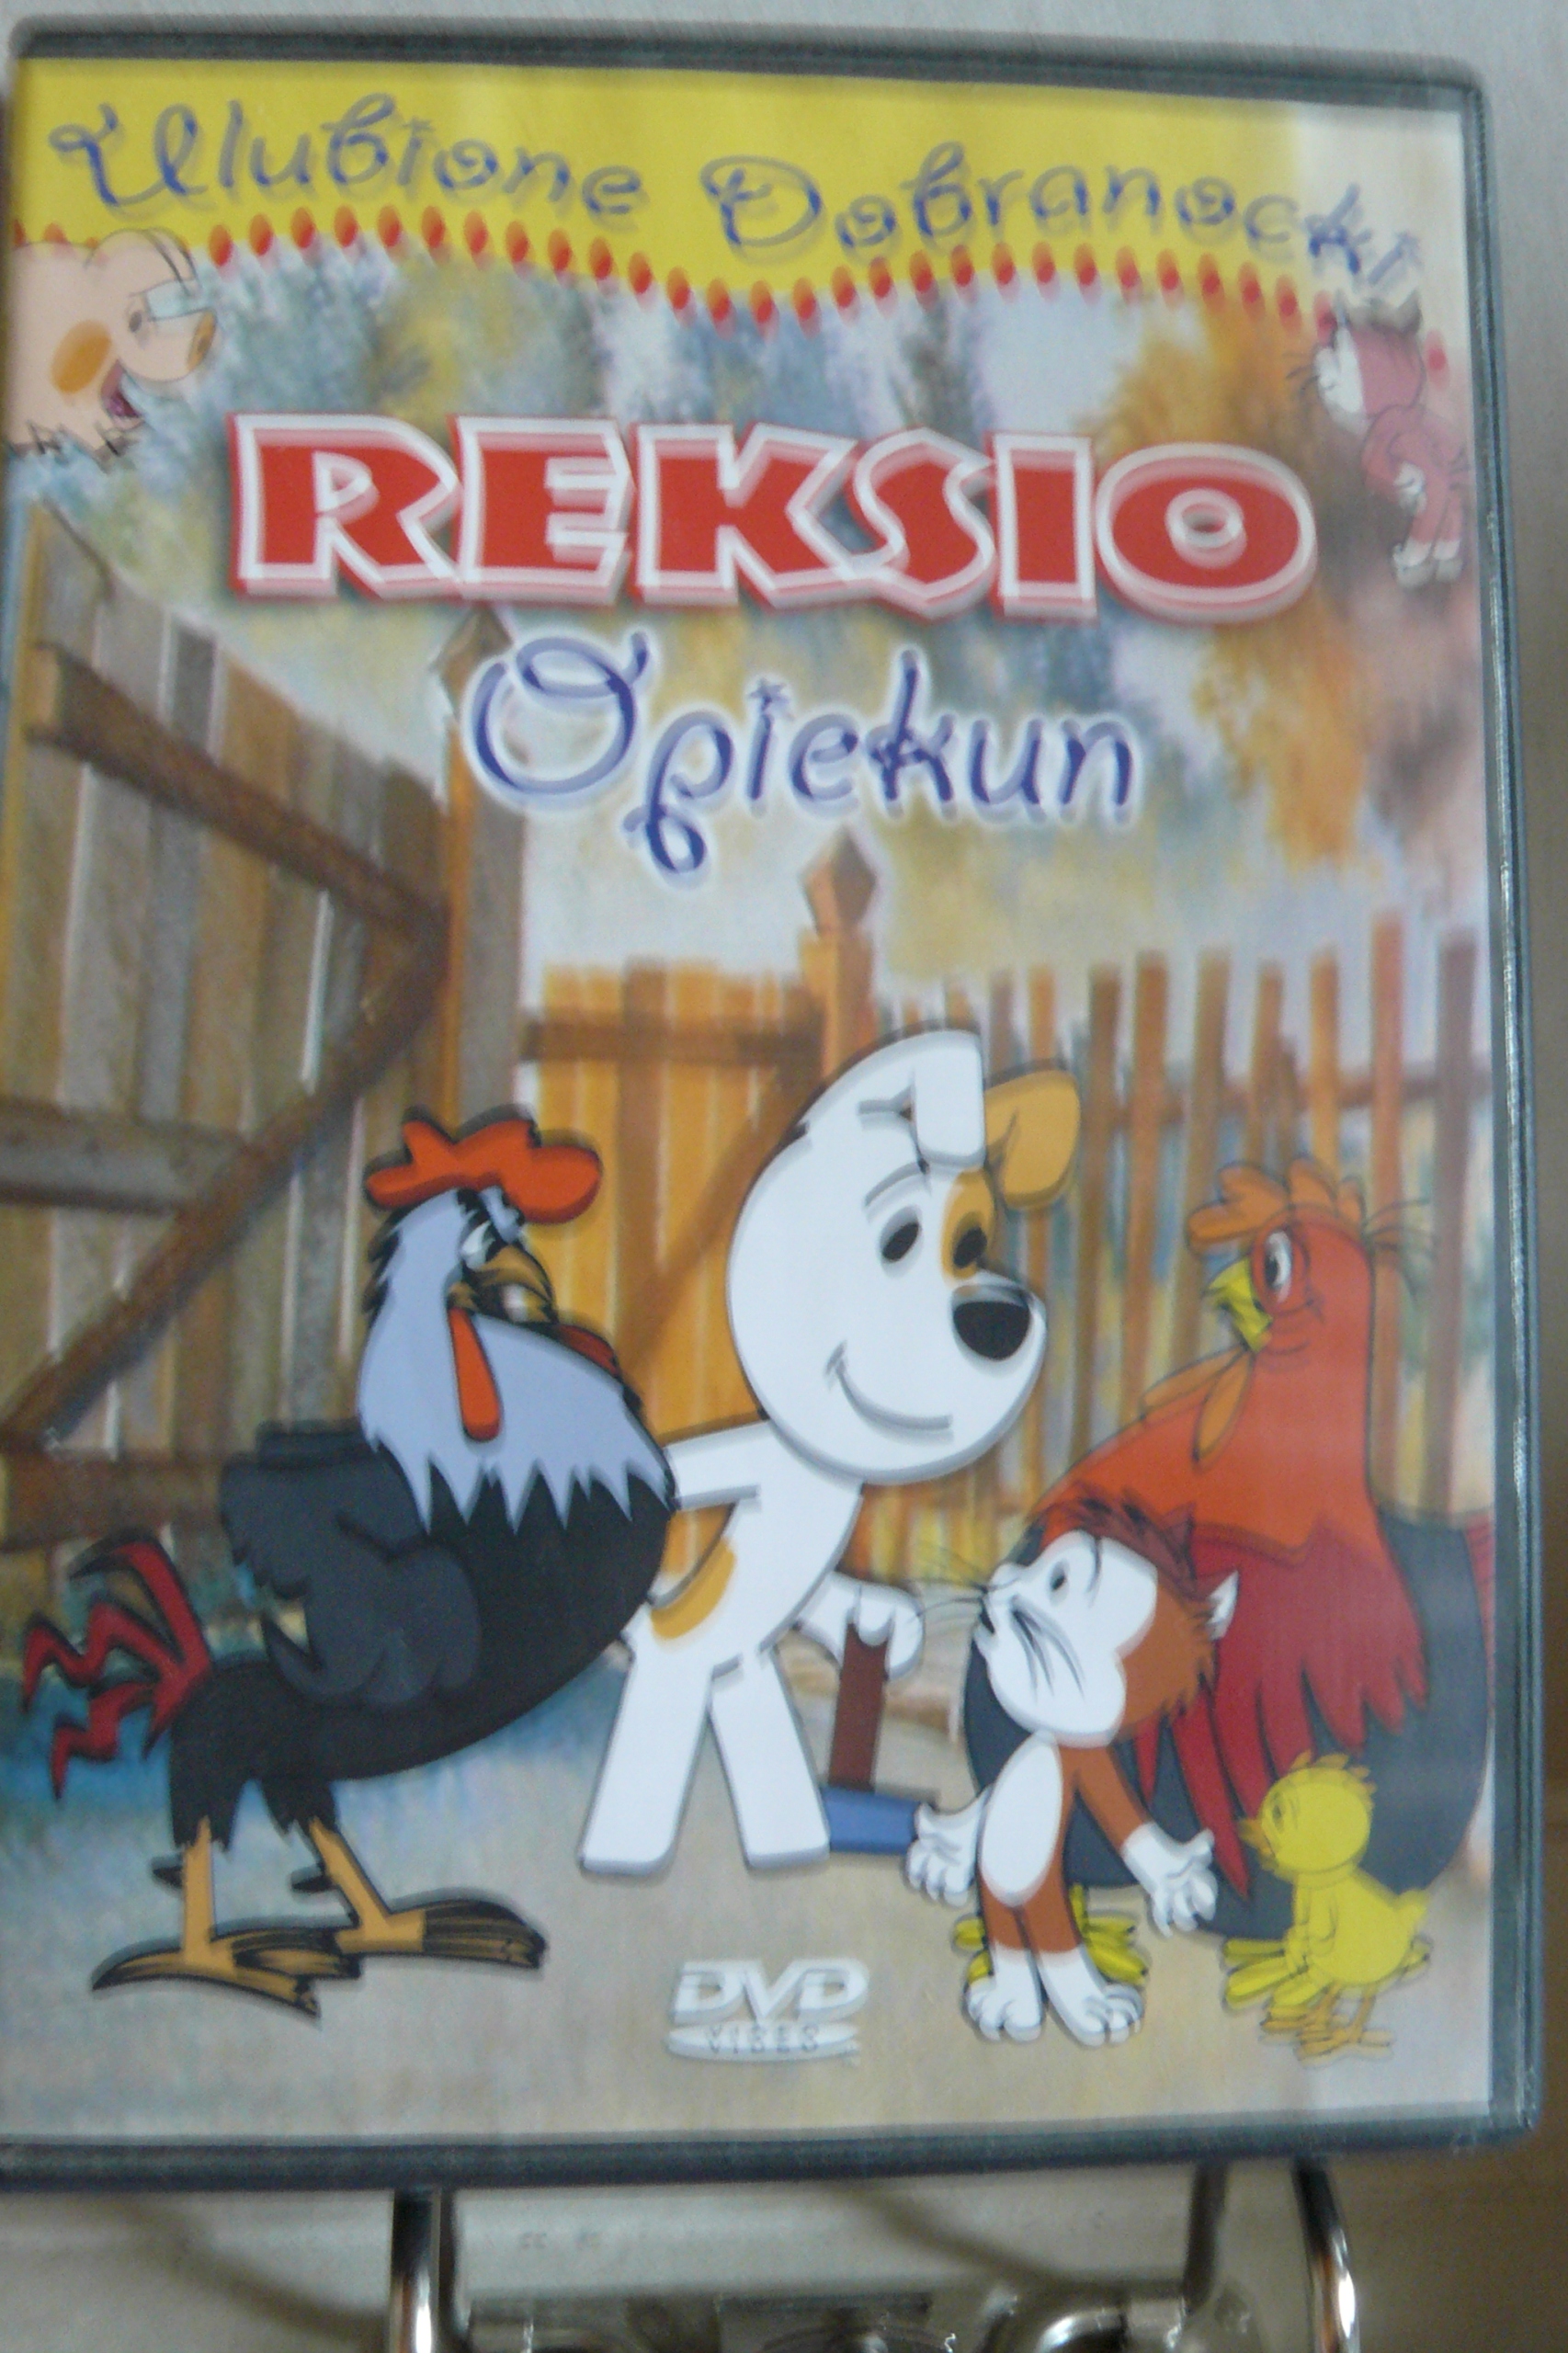 Ulubione Dobranocki
REKSIO
Opiekun
DVD
VIDEO